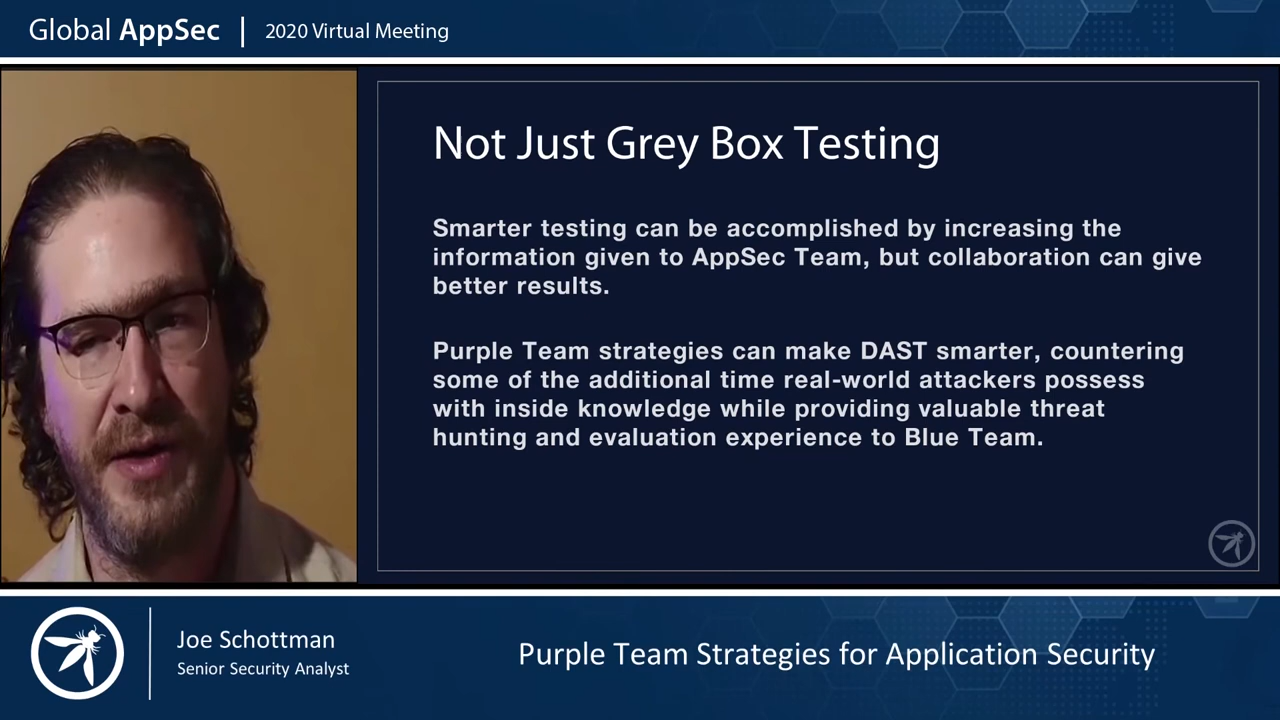 Global AppSec | 2020 Virtual Meeting
Not Just Grey Box Testing
Smarter testing can be accomplished by increasing the
information given to AppSec Team, but collaboration can give
better results.
Purple Team strategies can make DAST smarter, countering
some of the additional time real-world attackers possess
with inside knowledge while providing valuable threat
hunting and evaluation experience to Blue Team.
Joe Schottman
Senior Security Analyst
Purple Team Strategies for Application Security